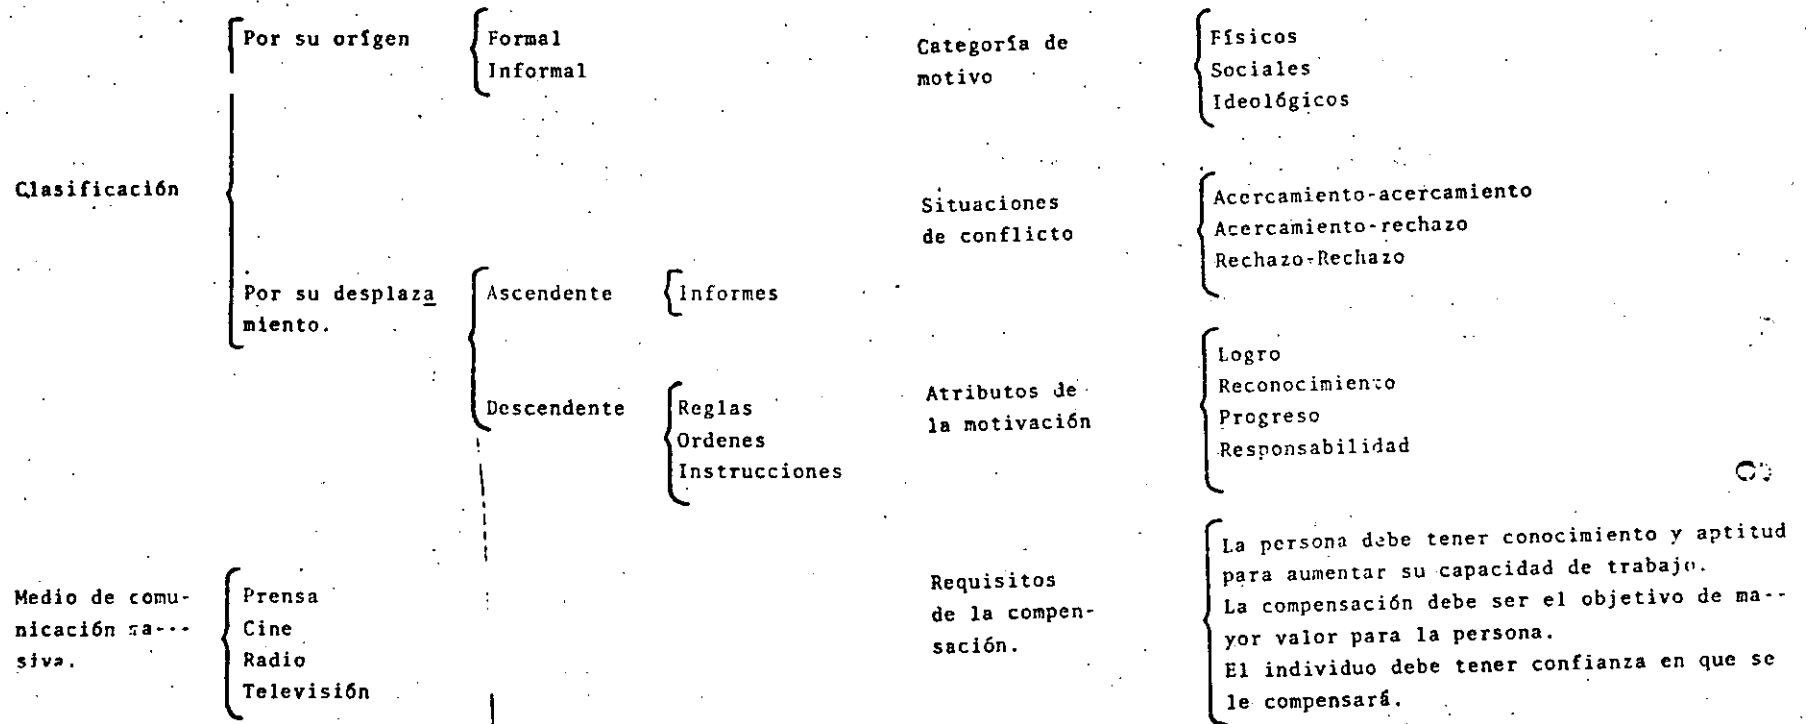 Clasificación
Por su orígen
Formal
Informal
Por su desplaza
miento.
Ascendente
Informes
Descendente
Reglas
Ordenes
Instrucciones
Medio de comu-
nicación
siva.
Prensa
Cine
Radio
Televisión
Categoría de
motivo
Físicos
Sociales
Ideológicos
Situaciones
de conflicto
Acercamiento-acercamiento
Acercamiento-rechazo
Rechazo-Rechazo
Atributos de
la motivación
Logro
Reconocimiento
Progreso
Responsabilidad
Requisitos
de la compen-
sación.
La persona debe tener conocimiento y aptitud
para aumentar su capacidad de trabajo.
La compensación debe ser el objetivo de ma--
yor valor para la persona.
El individuo debe tener confianza en que se
le compensará.